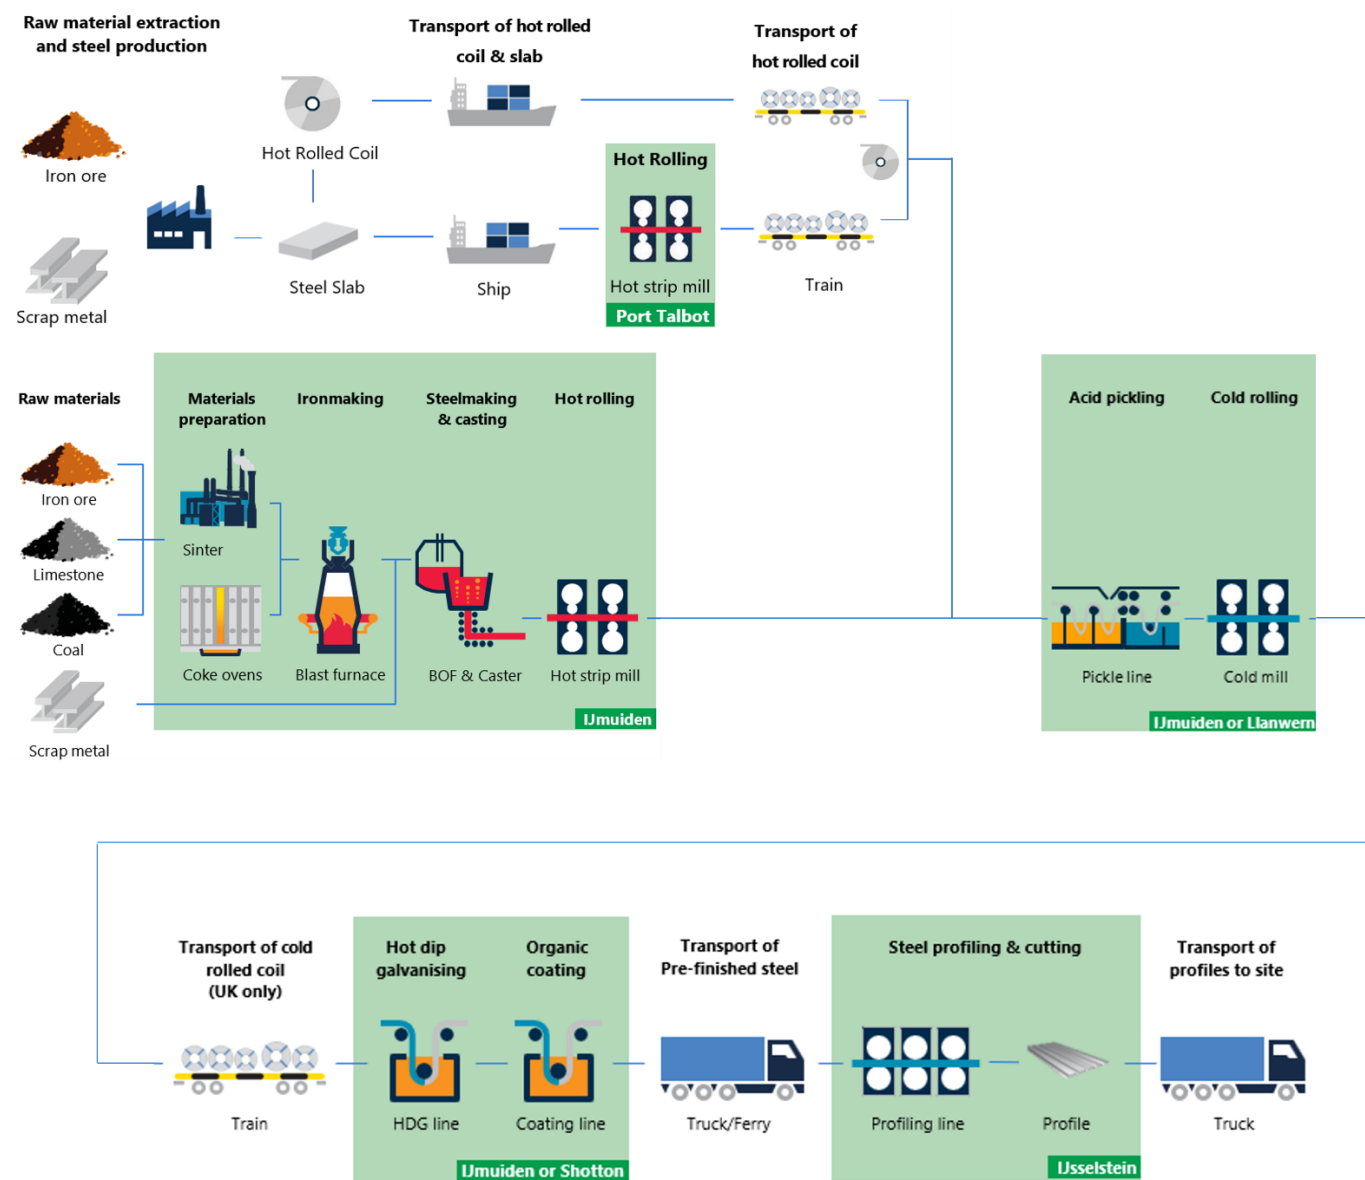 Raw material extraction
and steel production
Transport of hot rolled
coil & slab
Transport of
hot rolled coil
Iron ore
Hot Rolled Coil
Hot Rolling
Scrap metal
Steel Slab
Ship
Hot strip mill
Train
Port Talbot
Raw materials
Materials
preparation
Ironmaking
Steelmaking
& casting
Hot rolling
Acid pickling
Cold rolling
Iron ore
Sinter
Limestone
Coal
Coke ovens
Blast furnace
BOF & Caster
Hot strip mill
Pickle line
Cold mill
IJmuiden
IJmuiden or Llanwern
Scrap metal
Transport of cold
rolled coil
(UK only)
Hot dip
galvanising
Organic
coating
Transport of
Pre-finished steel
Steel profiling & cutting
Transport of
profiles to site
Train
HDG line
Coating line
Truck/Ferry
Profiling line
Profile
Truck
IJmuiden or Shotton
IJsselstein